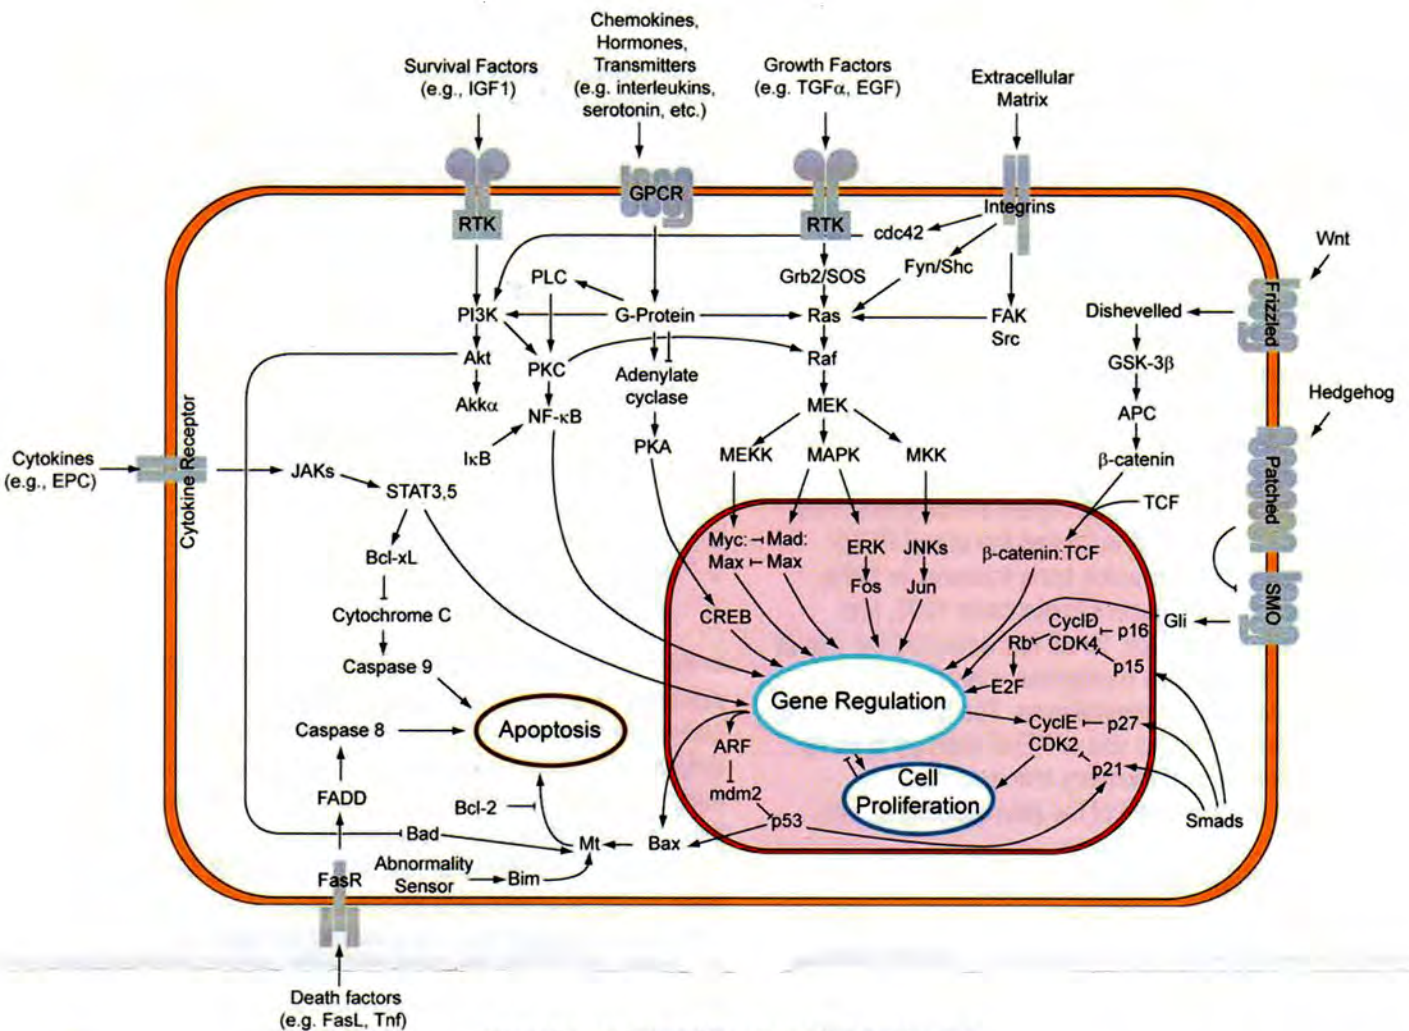 Chemokines,
Hormones,
Transmitters
(e.g. interleukins,
serotonin, etc.)
Survival Factors
(e.g., IGF1)
Growth Factors
(e.g. TGFα, EGF)
Extracellular
Matrix
RTK
GPCR
RTK
Integrins
cdc42
Wnt
Frizzled
PLC
Grb2/SOS
Fyn/Shc
PI3K
G-Protein
Ras
FAK
Src
Dishevelled
Akt
PKC
Adenylate
cyclase
Raf
GSK-3β
Akkα
NF-κB
MEK
APC
Hedgehog
Patched
IκB
PKA
MEKK
MAPK
MKK
β-catenin
TCF
Cytokines
(e.g., EPC)
Cytokine Receptor
JAKs
STAT3,5
Myc:
Max
Mad:
Max
ERK
JNKs
β-catenin:TCF
Bcl-xL
Fos
Jun
SMO
Cytochrome C
CREB
CyclD
CDK4
p16
Gli
Rb
p15
Caspase 9
E2F
Gene Regulation
Caspase 8
Apoptosis
ARF
CyclE
CDK2
p27
p21
Cell
Proliferation
FADD
Bcl-2
mdm2
p53
Smads
Bad
Mt
Bax
FasR
Abnormality
Sensor
Bim
Death factors
(e.g. FasL, Tnf)